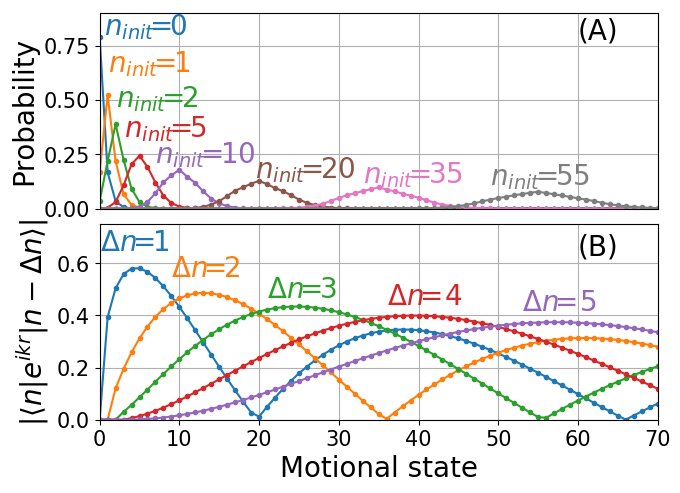 (A)
Probability
0.75
0.50
0.25
0.00
n_init=0
n_init=1
n_init=2
n_init=5
n_init=10
n_init=20
n_init=35
n_init=55
(B)
|⟨n|e^{ikr}|n − Δn⟩|
0.6
0.4
0.2
0.0
Δn=1
Δn=2
Δn=3
Δn=4
Δn=5
0 10 20 30 40 50 60 70
Motional state